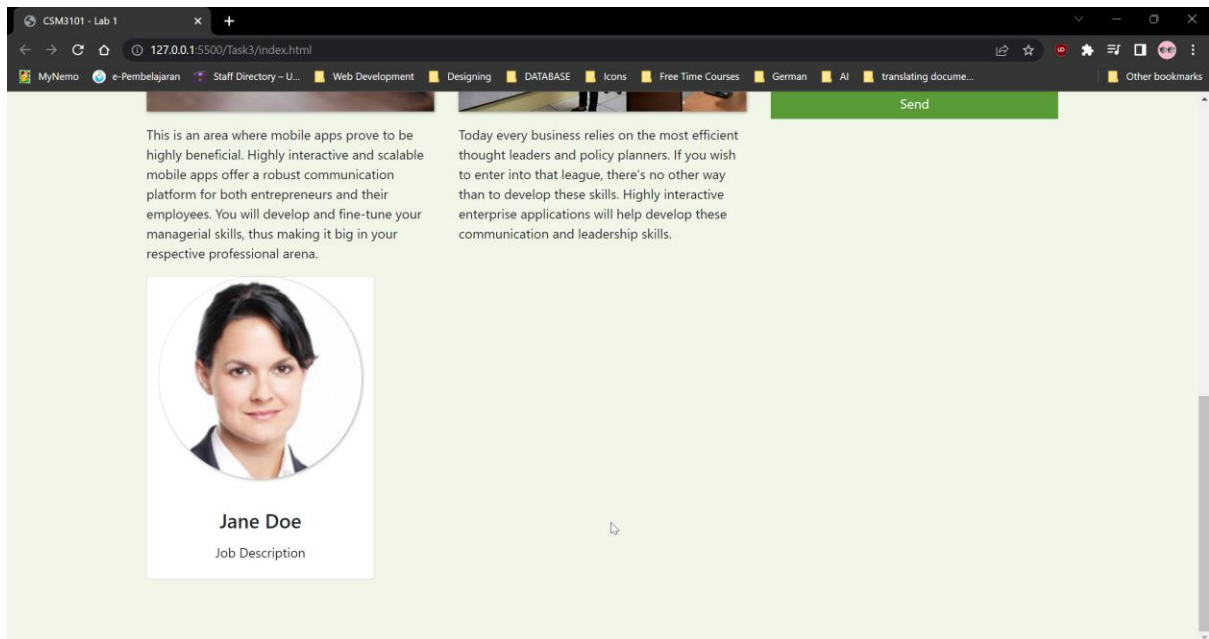 CSM3101 - Lab 1
127.0.0.1:5500/Task3/index.html
MyNemo
e-Pembelajaran
Staff Directory – U...
Web Development
Designing
DATABASE
Icons
Free Time Courses
German
AI
translating docume...
Other bookmarks
Send
This is an area where mobile apps prove to be
highly beneficial. Highly interactive and scalable
mobile apps offer a robust communication
platform for both entrepreneurs and their
employees. You will develop and fine-tune your
managerial skills, thus making it big in your
respective professional arena.
Today every business relies on the most efficient
thought leaders and policy planners. If you wish
to enter into that league, there's no other way
than to develop these skills. Highly interactive
enterprise applications will help develop these
communication and leadership skills.
Jane Doe
Job Description